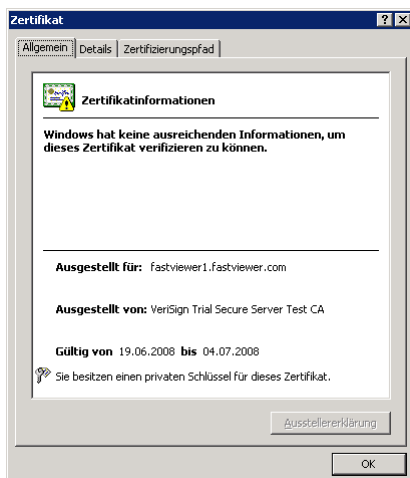 Zertifikat
Allgemein Details Zertifizierungspfad
Zertifikatinformationen
Windows hat keine ausreichenden Informationen, um
dieses Zertifikat verifizieren zu können.
Ausgestellt für: fastviewer1.fastviewer.com
Ausgestellt von: VeriSign Trial Secure Server Test CA
Gültig von 19.06.2008 bis 04.07.2008
Sie besitzen einen privaten Schlüssel für dieses Zertifikat.
Ausstellererklärung
OK